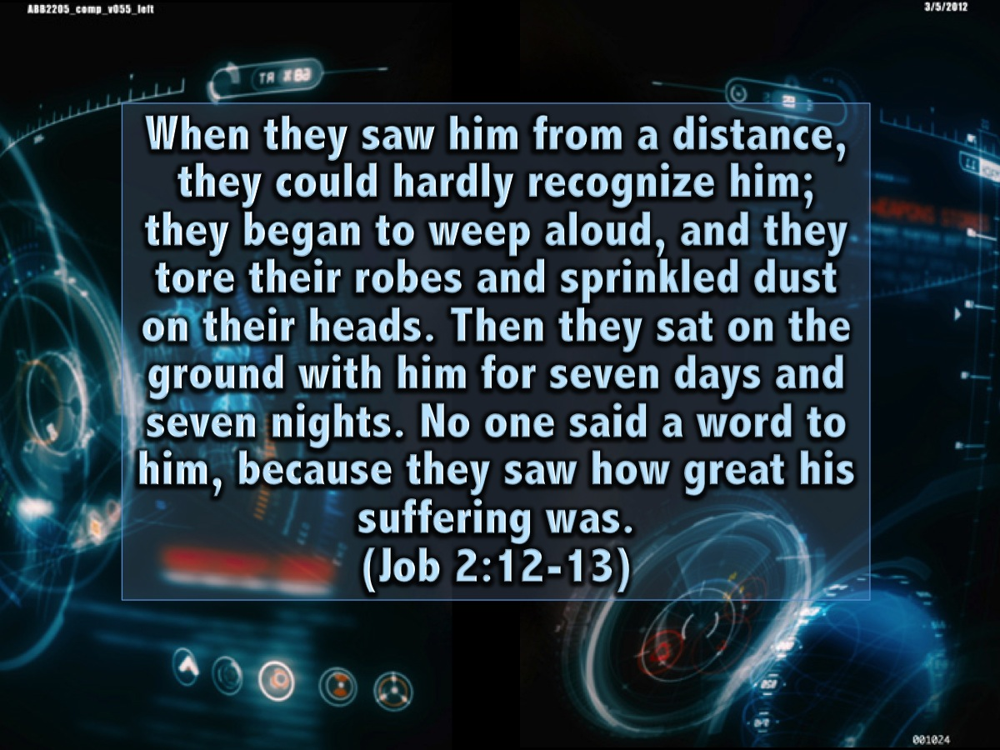 ABB2205_comp_v055_left
3/5/2012
When they saw him from a distance,
they could hardly recognize him;
they began to weep aloud, and they
tore their robes and sprinkled dust
on their heads. Then they sat on the
ground with him for seven days and
seven nights. No one said a word to
him, because they saw how great his
suffering was.
(Job 2:12-13)
001024